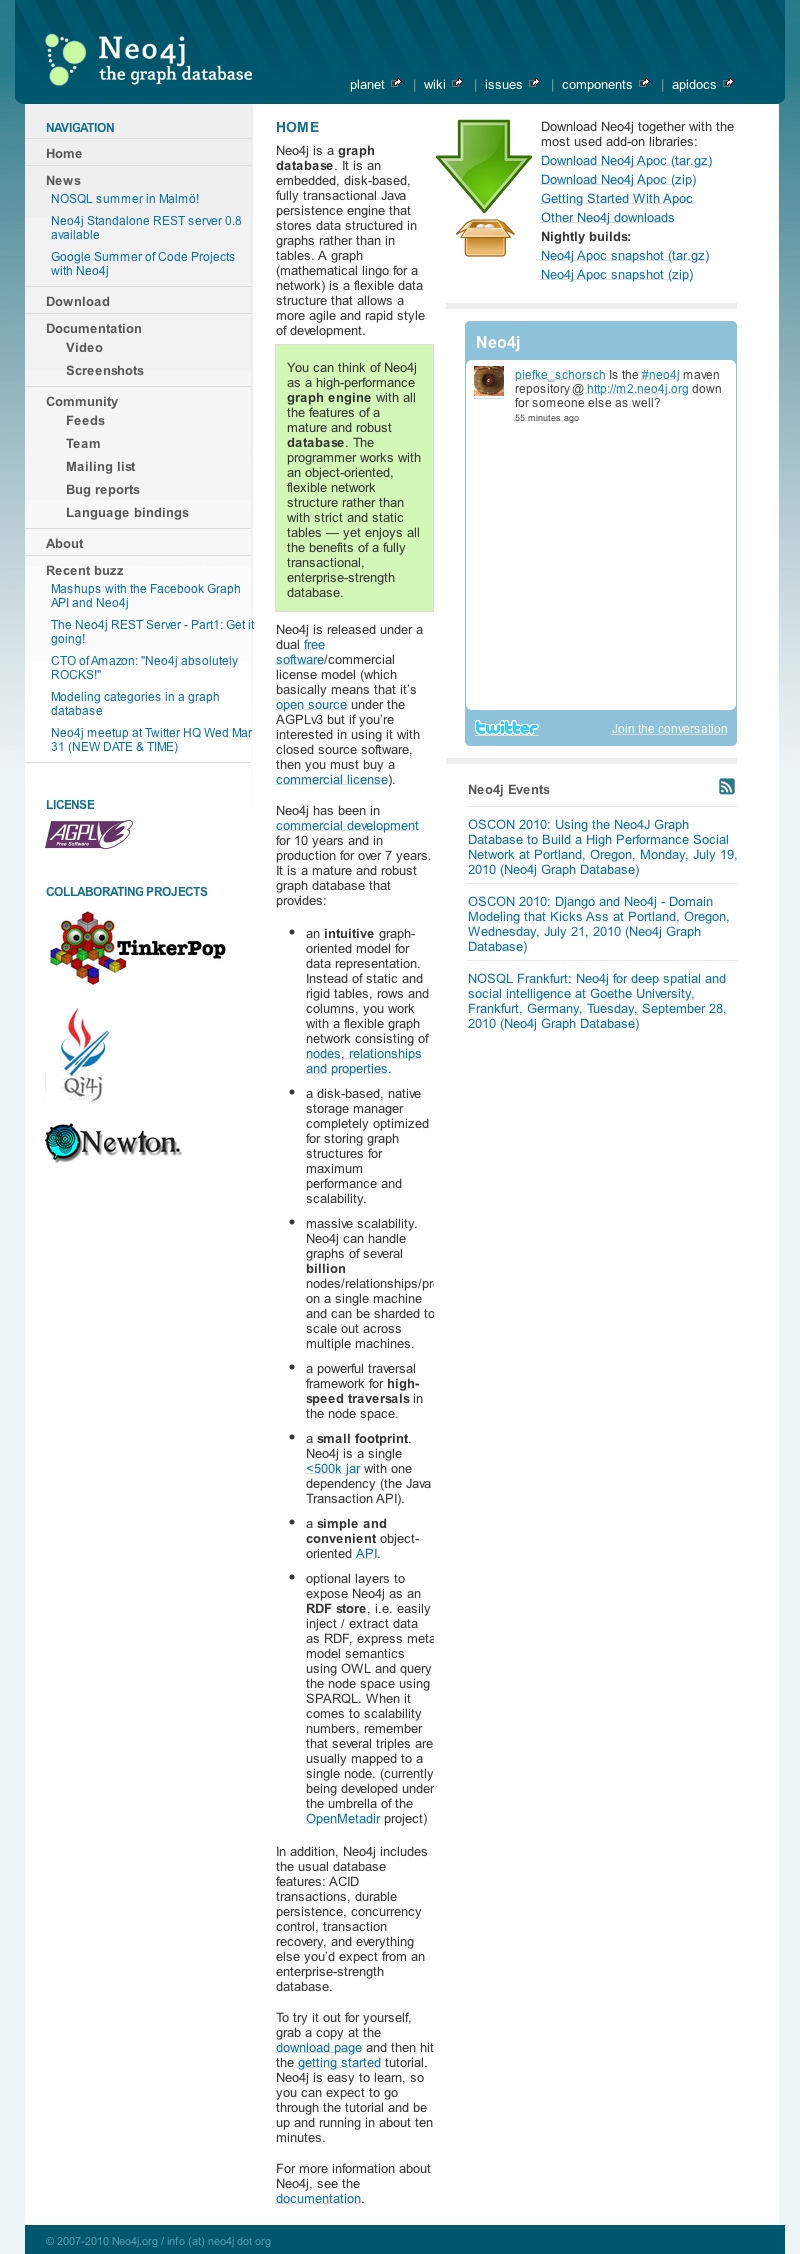 Neo4j
the graph database
planet | wiki | issues | components | apidocs
NAVIGATION
Home
News
NOSQL summer in Malmö!
Neo4j Standalone REST server 0.8
available
Google Summer of Code Projects
with Neo4j
Download
Documentation
Video
Screenshots
Community
Feeds
Team
Mailing list
Bug reports
Language bindings
About
Recent buzz
Mashups with the Facebook Graph
API and Neo4j
The Neo4j REST Server - Part1: Get it
going!
CTO of Amazon: "Neo4j absolutely
ROCKS!"
Modeling categories in a graph
database
Neo4j meetup at Twitter HQ Wed Mar
31 (NEW DATE & TIME)
LICENSE
AGPL v3
Free Software
COLLABORATING PROJECTS
TinkerPop
Qi4j
Newton.
HOME
Neo4j is a graph
database. It is an
embedded, disk-based,
fully transactional Java
persistence engine that
stores data structured in
graphs rather than in
tables. A graph
(mathematical lingo for a
network) is a flexible data
structure that allows a
more agile and rapid style
of development.
You can think of Neo4j
as a high-performance
graph engine with all
the features of a
mature and robust
database. The
programmer works with
an object-oriented,
flexible network
structure rather than
with strict and static
tables — yet enjoys all
the benefits of a fully
transactional,
enterprise-strength
database.
Neo4j is released under a
dual free
software/commercial
license model (which
basically means that it’s
open source under the
AGPLv3 but if you’re
interested in using it with
closed source software,
then you must buy a
commercial license).
Neo4j has been in
commercial development
for 10 years and in
production for over 7 years.
It is a mature and robust
graph database that
provides:
• an intuitive graph-
oriented model for
data representation.
Instead of static and
rigid tables, rows and
columns, you work
with a flexible graph
network consisting of
nodes, relationships
and properties.
• a disk-based, native
storage manager
completely optimized
for storing graph
structures for
maximum
performance and
scalability.
• massive scalability.
Neo4j can handle
graphs of several
billion
nodes/relationships/pr
on a single machine
and can be sharded to
scale out across
multiple machines.
• a powerful traversal
framework for high-
speed traversals in
the node space.
• a small footprint.
Neo4j is a single
<500k jar with one
dependency (the Java
Transaction API).
• a simple and
convenient object-
oriented API.
• optional layers to
expose Neo4j as an
RDF store, i.e. easily
inject / extract data
as RDF, express meta
model semantics
using OWL and query
the node space using
SPARQL. When it
comes to scalability
numbers, remember
that several triples are
usually mapped to a
single node. (currently
being developed under
the umbrella of the
OpenMetadir project)
In addition, Neo4j includes
the usual database
features: ACID
transactions, durable
persistence, concurrency
control, transaction
recovery, and everything
else you’d expect from an
enterprise-strength
database.
To try it out for yourself,
grab a copy at the
download page and then hit
the getting started tutorial.
Neo4j is easy to learn, so
you can expect to go
through the tutorial and be
up and running in about ten
minutes.
For more information about
Neo4j, see the
documentation.
Download Neo4j together with the
most used add-on libraries:
Download Neo4j Apoc (tar.gz)
Download Neo4j Apoc (zip)
Getting Started With Apoc
Other Neo4j downloads
Nightly builds:
Neo4j Apoc snapshot (tar.gz)
Neo4j Apoc snapshot (zip)
Neo4j
piefke_schorsch Is the #neo4j maven
repository @ http://m2.neo4j.org down
for someone else as well?
55 minutes ago
twitter
Join the conversation
Neo4j Events
OSCON 2010: Using the Neo4J Graph
Database to Build a High Performance Social
Network at Portland, Oregon, Monday, July 19,
2010 (Neo4j Graph Database)
OSCON 2010: Django and Neo4j - Domain
Modeling that Kicks Ass at Portland, Oregon,
Wednesday, July 21, 2010 (Neo4j Graph
Database)
NOSQL Frankfurt: Neo4j for deep spatial and
social intelligence at Goethe University,
Frankfurt, Germany, Tuesday, September 28,
2010 (Neo4j Graph Database)
© 2007-2010 Neo4j.org / info (at) neo4j dot org